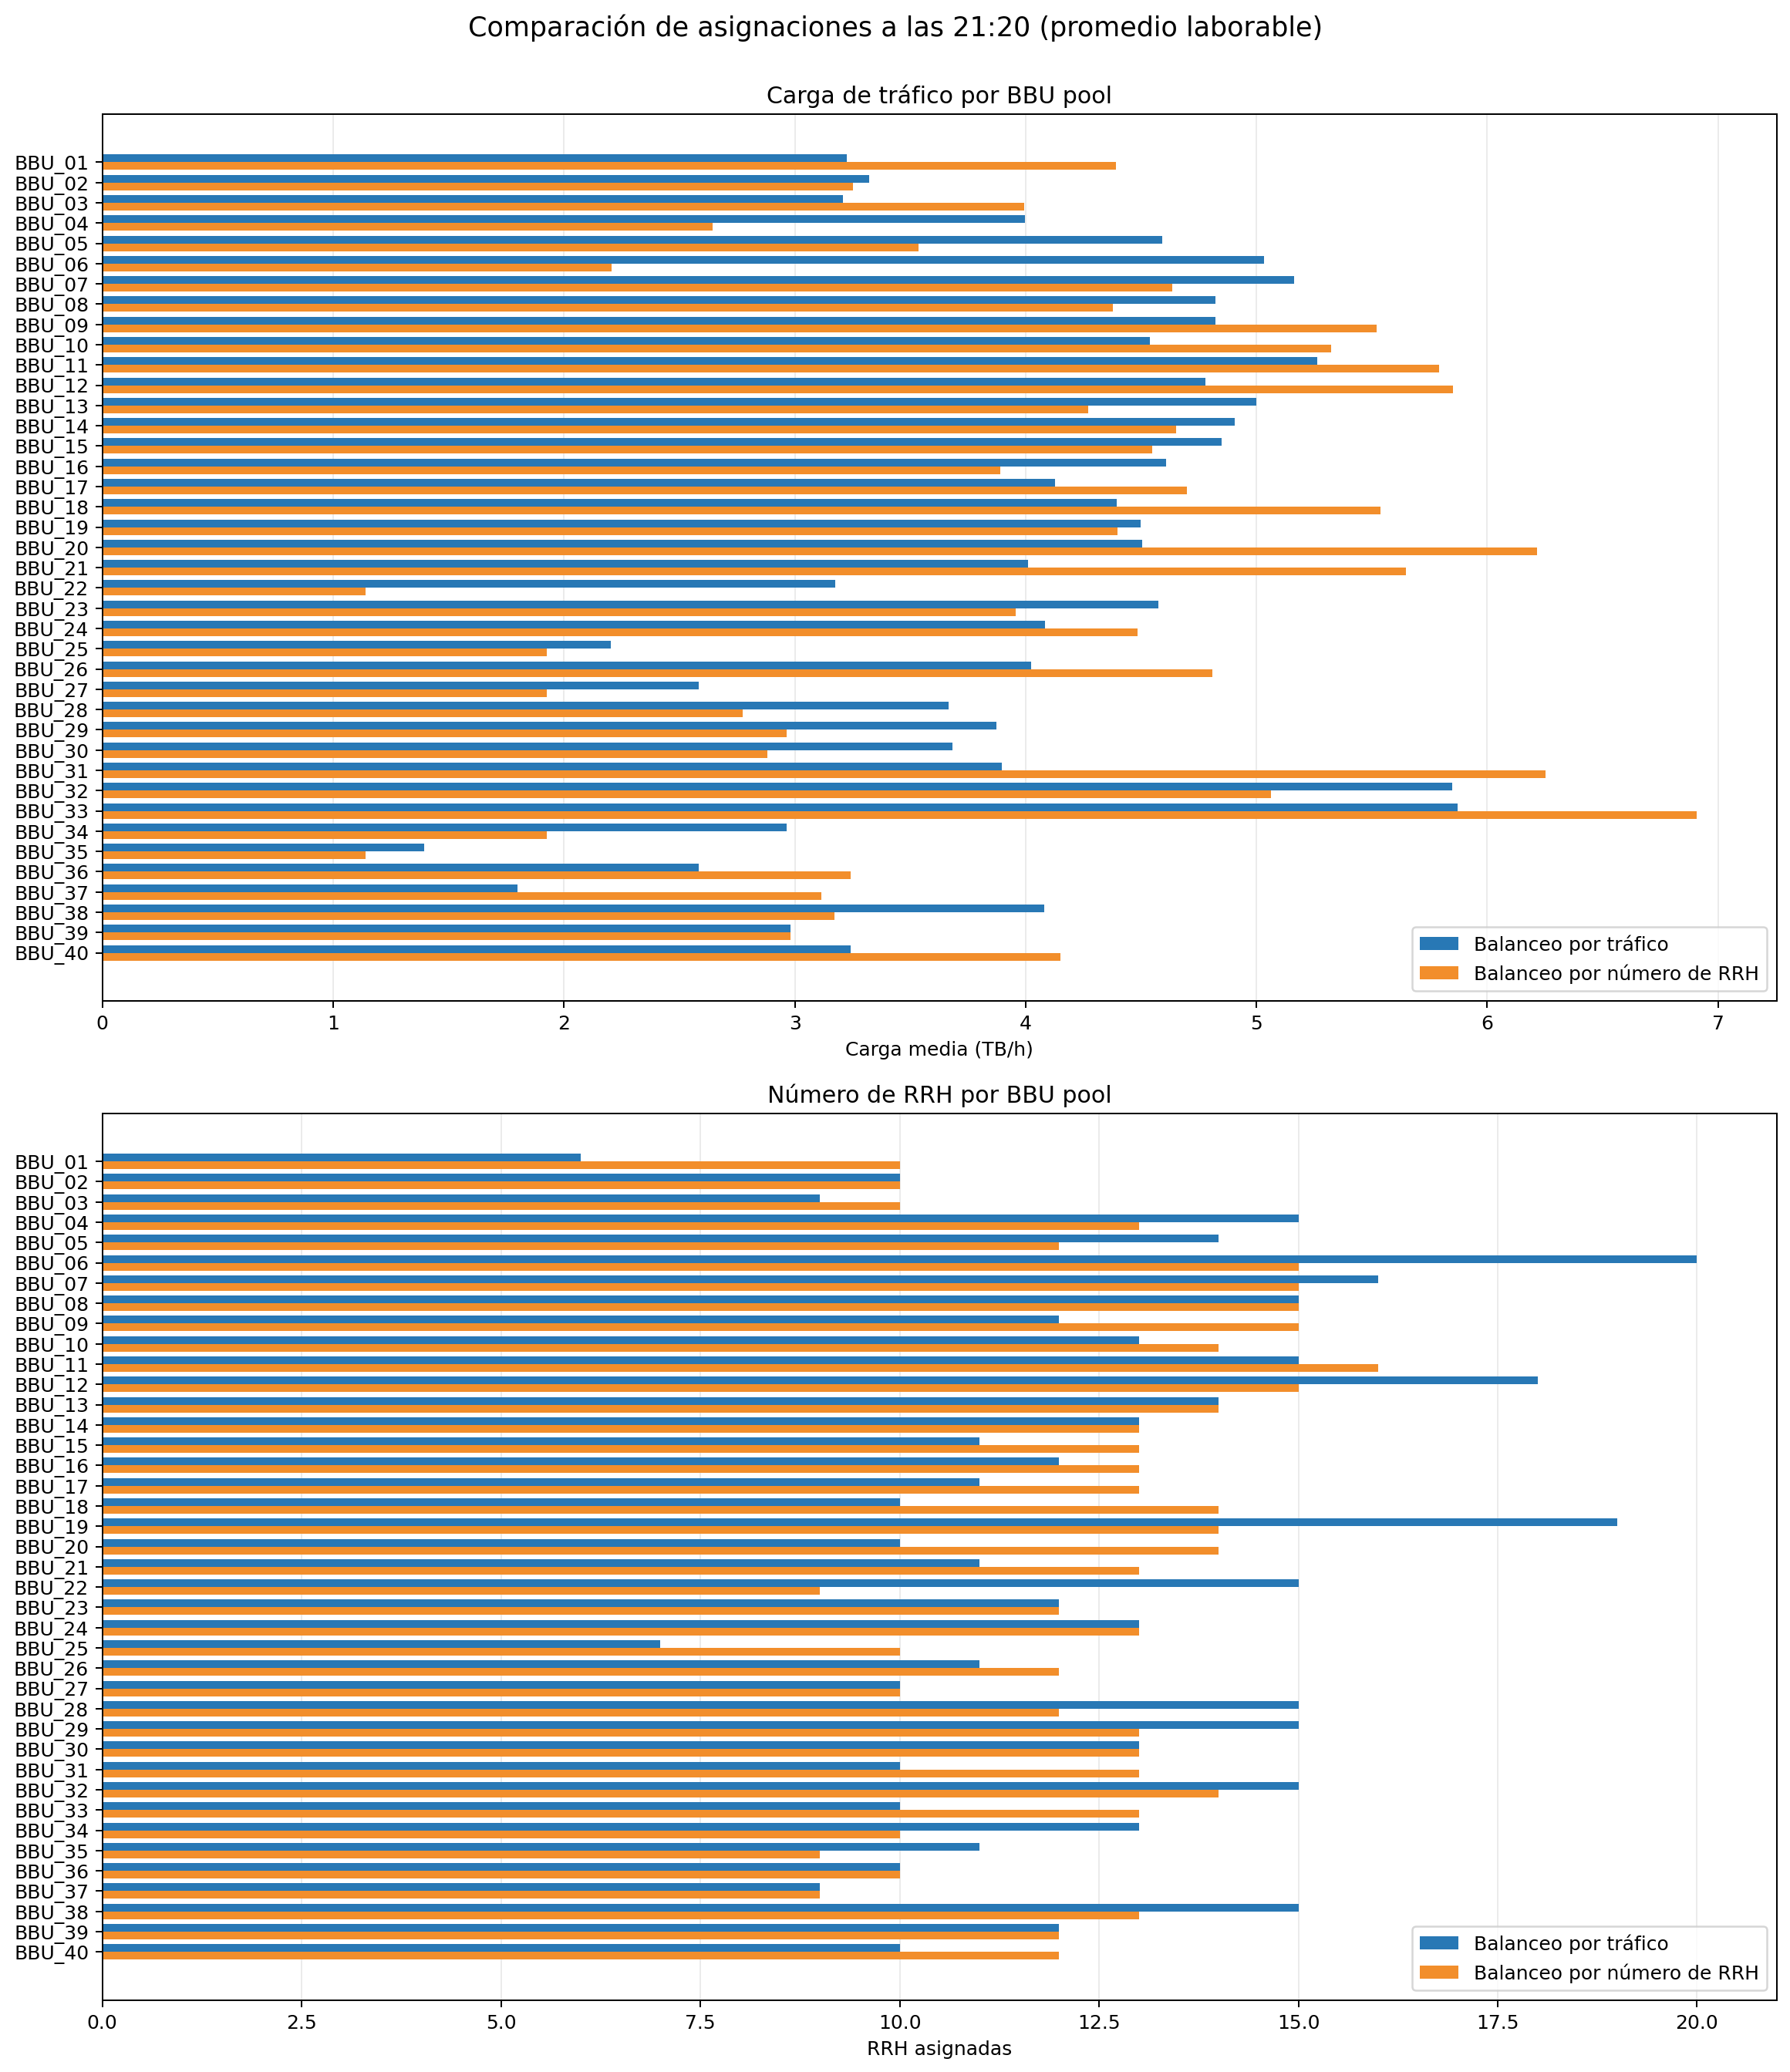 Comparación de asignaciones a las 21:20 (promedio laborable)
Carga de tráfico por BBU pool
BBU_01
BBU_02
BBU_03
BBU_04
BBU_05
BBU_06
BBU_07
BBU_08
BBU_09
BBU_10
BBU_11
BBU_12
BBU_13
BBU_14
BBU_15
BBU_16
BBU_17
BBU_18
BBU_19
BBU_20
BBU_21
BBU_22
BBU_23
BBU_24
BBU_25
BBU_26
BBU_27
BBU_28
BBU_29
BBU_30
BBU_31
BBU_32
BBU_33
BBU_34
BBU_35
BBU_36
BBU_37
BBU_38
BBU_39
BBU_40
Balanceo por tráfico
Balanceo por número de RRH
0 1 2 3 4 5 6 7
Carga media (TB/h)
Número de RRH por BBU pool
BBU_01
BBU_02
BBU_03
BBU_04
BBU_05
BBU_06
BBU_07
BBU_08
BBU_09
BBU_10
BBU_11
BBU_12
BBU_13
BBU_14
BBU_15
BBU_16
BBU_17
BBU_18
BBU_19
BBU_20
BBU_21
BBU_22
BBU_23
BBU_24
BBU_25
BBU_26
BBU_27
BBU_28
BBU_29
BBU_30
BBU_31
BBU_32
BBU_33
BBU_34
BBU_35
BBU_36
BBU_37
BBU_38
BBU_39
BBU_40
Balanceo por tráfico
Balanceo por número de RRH
0.0 2.5 5.0 7.5 10.0 12.5 15.0 17.5 20.0
RRH asignadas